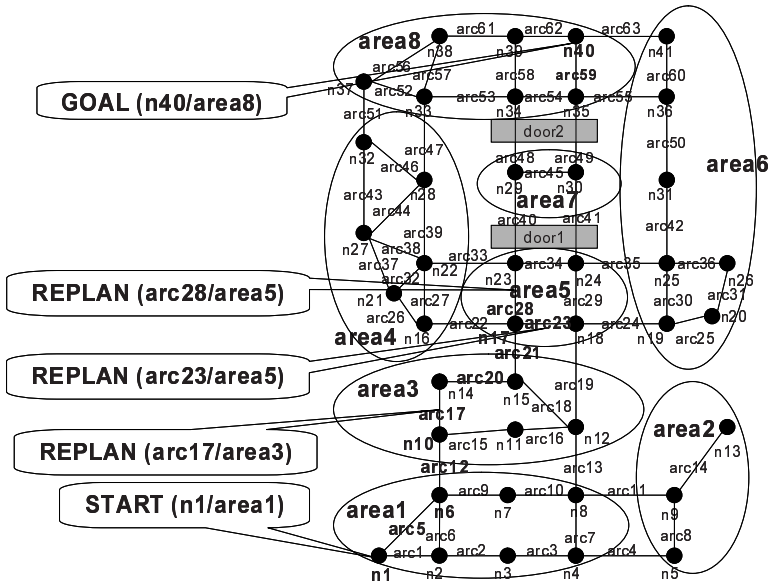 arc61 arc62 arc63
area8
n38 n39 n40 n41
arc56 arc57 arc58 arc59 arc60
n37 arc52 arc53 arc54 arc55
GOAL (n40/area8)
arc51 n33 n34 n35 n36
door2
arc47 arc50
n32 arc46 arc48 arc49 area6
arc45
n28 n29 n30 n31
arc43 area7
arc44 arc40 arc41 arc42
arc39 door1
n27 arc38 arc33 arc34 arc35 arc36
arc37 n22 n23 n24 n25 n26
REPLAN (arc28/area5)
arc32 area5
n21 arc27 arc28 arc29 arc30 arc31
arc26 arc22 arc23 arc24 n20
area4 n16 n17 n18 n19 arc25
arc21
REPLAN (arc23/area5)
area3 arc20 arc19
n14 n15
arc17 arc18
area2
n10 arc15 n11 arc16 n12 n13
REPLAN (arc17/area3)
arc12 arc13 arc14
START (n1/area1)
arc9 arc10 arc11
area1 n6 n7 n8 n9
arc5 arc6 arc7 arc8
arc1 arc2 arc3 arc4
n1 n2 n3 n4 n5